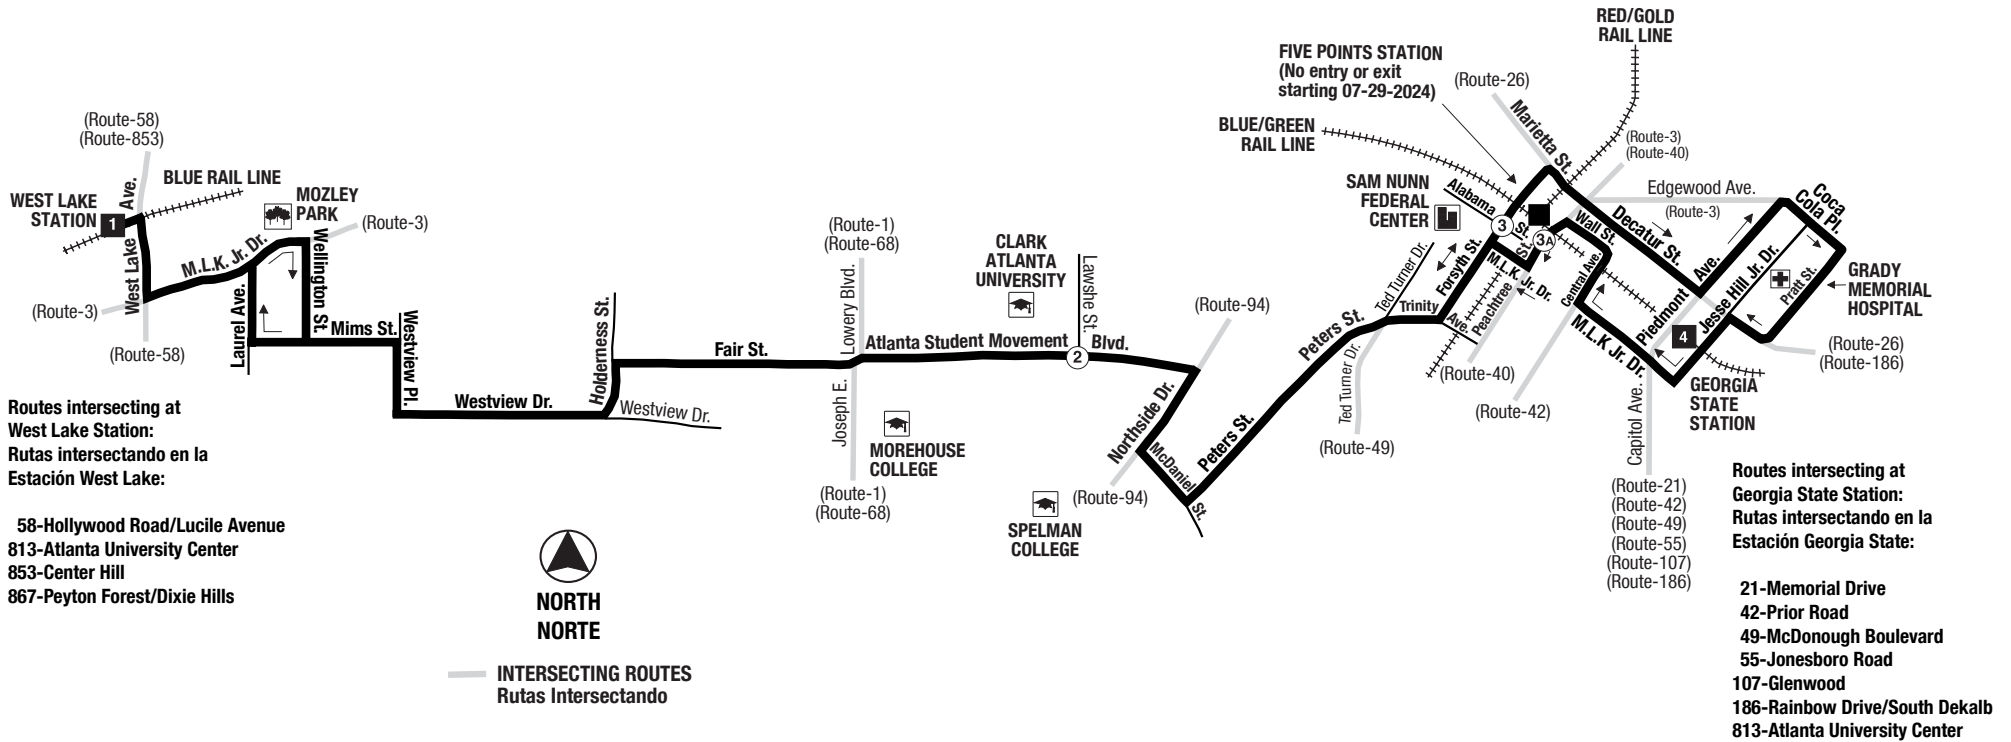 RED/GOLD
RAIL LINE
FIVE POINTS STATION
(No entry or exit
starting 07-29-2024)
(Route-26)
Marietta St.
BLUE/GREEN
RAIL LINE
(Route-3)
(Route-40)
(Route-58)
(Route-853)
BLUE RAIL LINE
WEST LAKE
STATION
1
West Lake Ave.
MOZLEY
PARK
(Route-3)
M.L.K. Jr. Dr.
Wellington St.
Laurel Ave.
(Route-3)
(Route-58)
Mims St.
Westview Pl.
Westview Dr.
Holderness St.
Westview Dr.
Fair St.
(Route-1)
(Route-68)
Joseph E. Lowery Blvd.
CLARK
ATLANTA
UNIVERSITY
Lawshe St.
Atlanta Student Movement Blvd.
2
MOREHOUSE
COLLEGE
(Route-1)
(Route-68)
SPELMAN
COLLEGE
(Route-94)
Northside Dr.
(Route-94)
McDaniel St.
Peters St.
Peters St.
SAM NUNN
FEDERAL
CENTER
Alabama St.
3
3A
Ted Turner Dr.
Ted Turner Dr.
(Route-49)
Forsyth St.
Trinity Ave.
M.L.K. Jr. Dr.
Peachtree St.
(Route-40)
(Route-42)
Wall St.
Central Ave.
Edgewood Ave.
(Route-3)
Decatur St.
Coca
Cola Pl.
Piedmont Ave.
Jesse Hill Jr. Dr.
Pratt St.
GRADY
MEMORIAL
HOSPITAL
M.L.K Jr. Dr.
4
(Route-26)
(Route-186)
GEORGIA
STATE
STATION
Capitol Ave.
(Route-21)
(Route-42)
(Route-49)
(Route-55)
(Route-107)
(Route-186)
Routes intersecting at
West Lake Station:
Rutas intersectando en la
Estación West Lake:
58-Hollywood Road/Lucile Avenue
813-Atlanta University Center
853-Center Hill
867-Peyton Forest/Dixie Hills
NORTH
NORTE
INTERSECTING ROUTES
Rutas Intersectando
Routes intersecting at
Georgia State Station:
Rutas intersectando en la
Estación Georgia State:
21-Memorial Drive
42-Prior Road
49-McDonough Boulevard
55-Jonesboro Road
107-Glenwood
186-Rainbow Drive/South Dekalb
813-Atlanta University Center